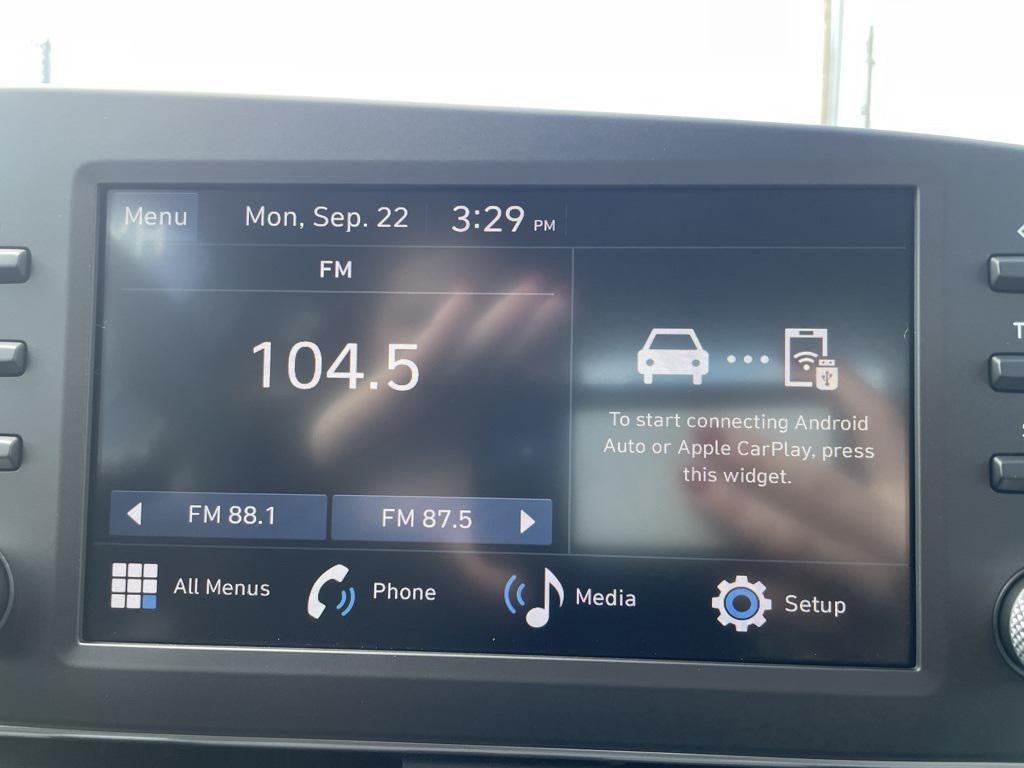 Menu
Mon, Sep. 22
3:29 PM
FM
104.5
To start connecting Android
Auto or Apple CarPlay, press
this widget.
FM 88.1
FM 87.5
All Menus
Phone
Media
Setup